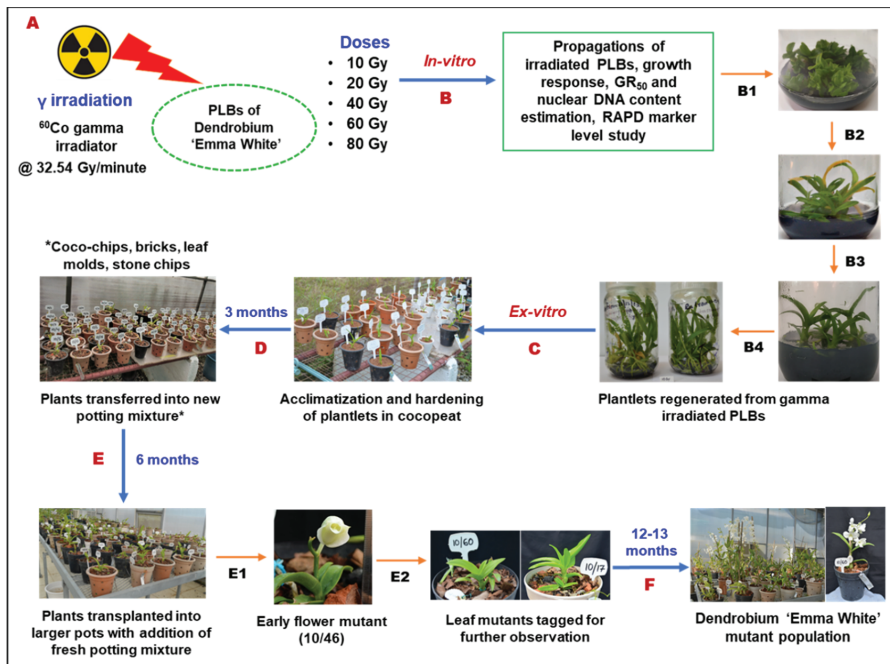 A
γ irradiation
⁶⁰Co gamma
irradiator
@ 32.54 Gy/minute
PLBs of
Dendrobium
‘Emma White’
Doses
• 10 Gy
• 20 Gy
• 40 Gy
• 60 Gy
• 80 Gy
In-vitro
B
Propagations of
irradiated PLBs, growth
response, GR₅₀ and
nuclear DNA content
estimation, RAPD marker
level study
B1
B2
B3
B4
Plantlets regenerated from gamma
irradiated PLBs
Ex-vitro
C
Acclimatization and hardening
of plantlets in cocopeat
3 months
D
*Coco-chips, bricks, leaf
molds, stone chips
Plants transferred into new
potting mixture*
E
6 months
Plants transplanted into
larger pots with addition of
fresh potting mixture
E1
Early flower mutant
(10/46)
E2
10/60
10/17
Leaf mutants tagged for
further observation
12-13
months
F
Dendrobium ‘Emma White’
mutant population